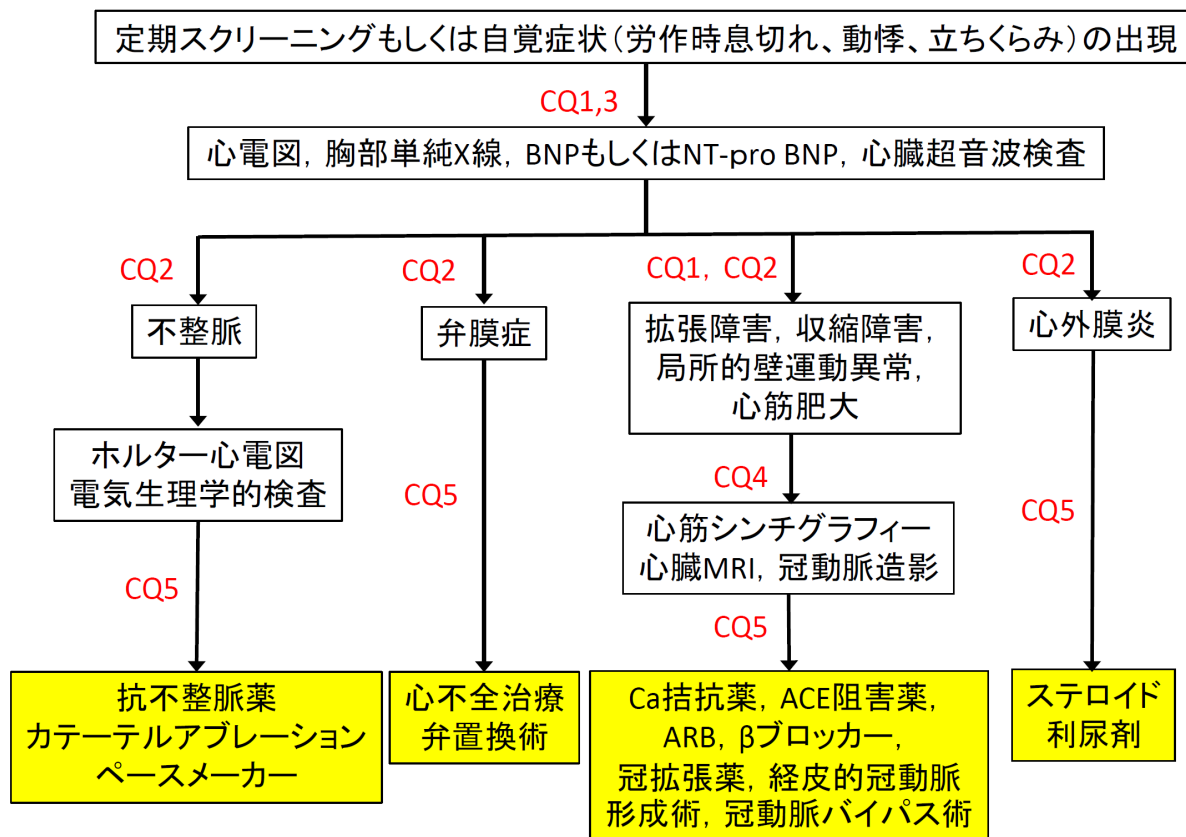 定期スクリーニングもしくは自覚症状（労作時息切れ、動悸、立ちくらみ）の出現
CQ1,3
心電図，胸部単純X線，BNPもしくはNT-pro BNP，心臓超音波検査
CQ2
CQ2
CQ1，CQ2
CQ2
不整脈
弁膜症
拡張障害，収縮障害，
局所的壁運動異常，
心筋肥大
心外膜炎
ホルター心電図
電気生理学的検査
CQ5
CQ4
CQ5
心筋シンチグラフィー
心臓MRI，冠動脈造影
CQ5
CQ5
抗不整脈薬
カテーテルアブレーション
ペースメーカー
心不全治療
弁置換術
Ca拮抗薬，ACE阻害薬，
ARB，βブロッカー，
冠拡張薬，経皮的冠動脈
形成術，冠動脈バイパス術
ステロイド
利尿剤